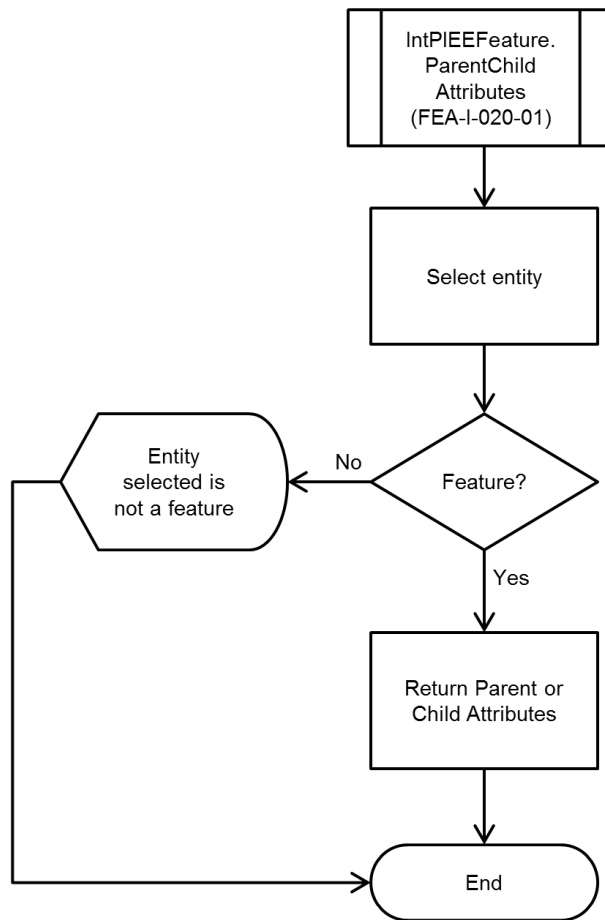 IntPIEEFeature.
ParentChild
Attributes
(FEA-I-020-01)
Select entity
Feature?
No
Entity
selected is
not a feature
Yes
Return Parent or
Child Attributes
End